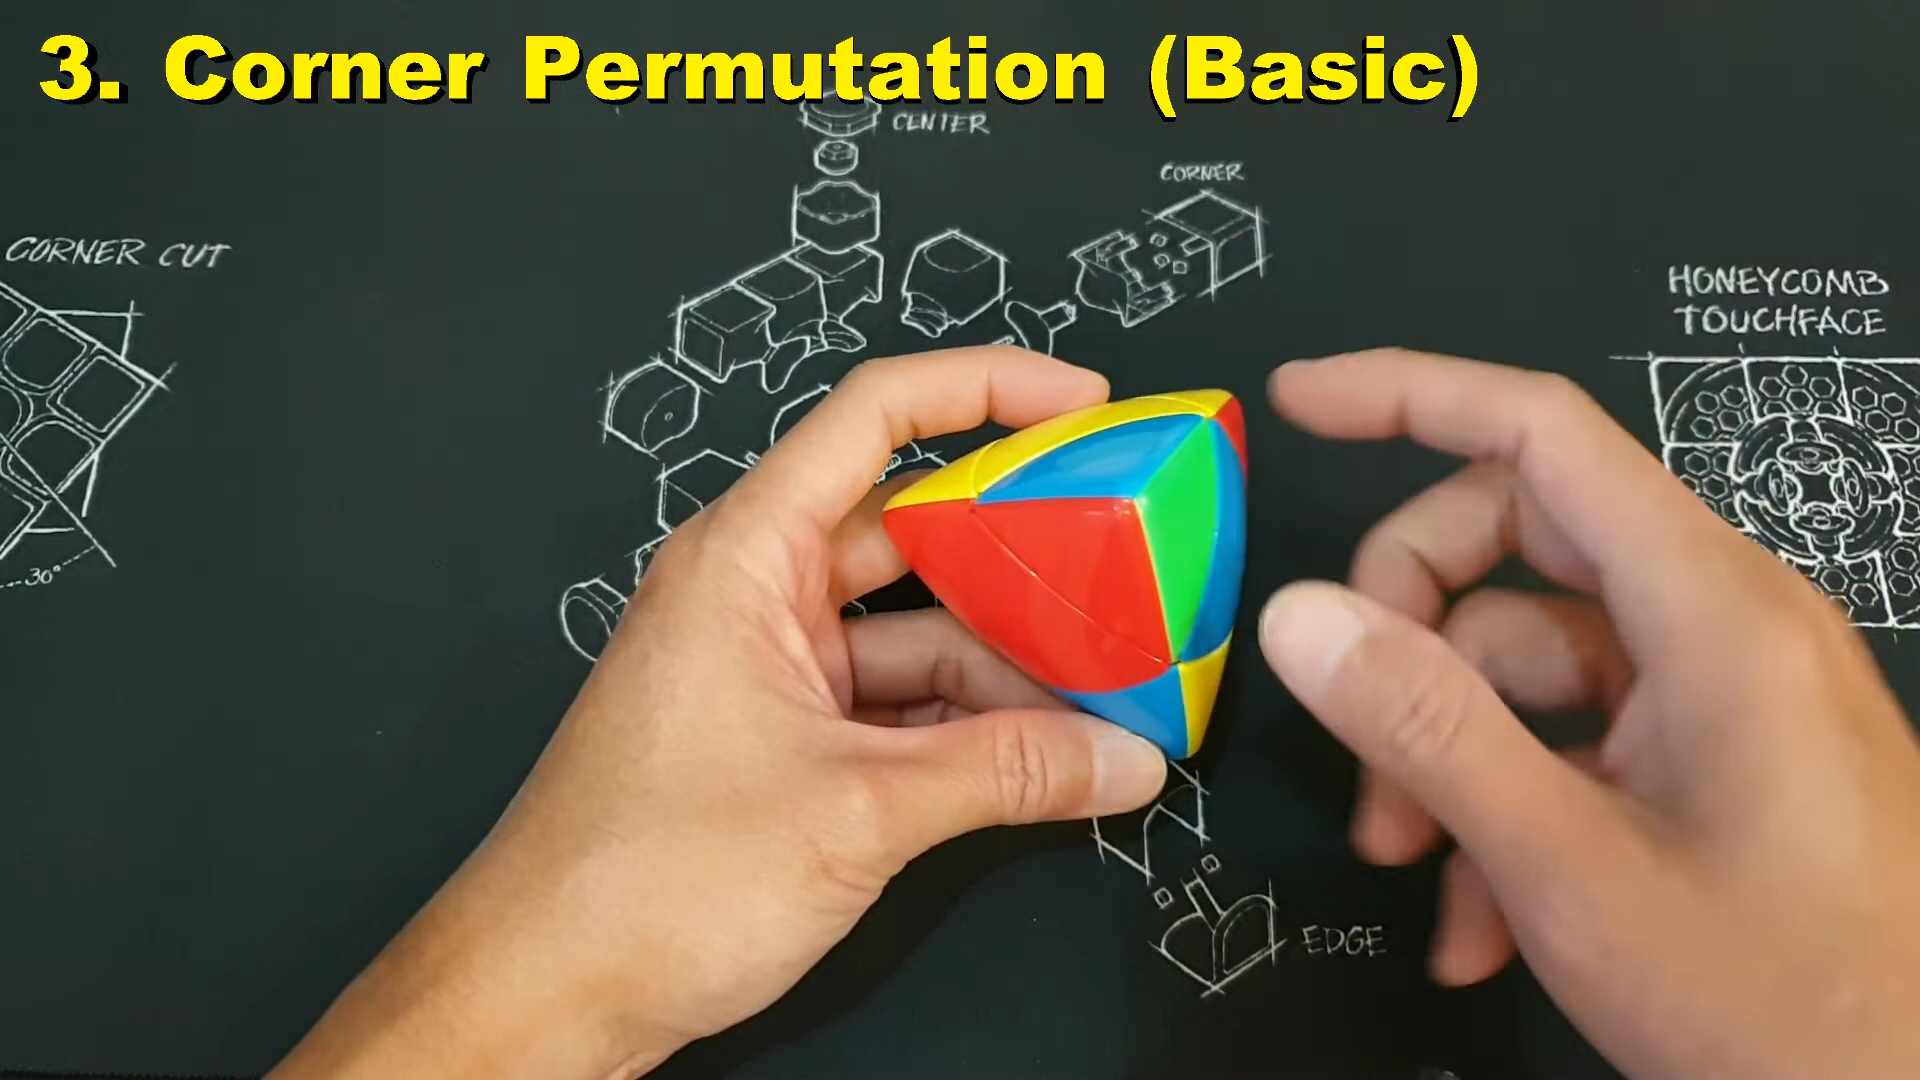 3. Corner Permutation (Basic)
CENTER
CORNER
CORNER CUT
HONEYCOMB
TOUCHFACE
30°
EDGE